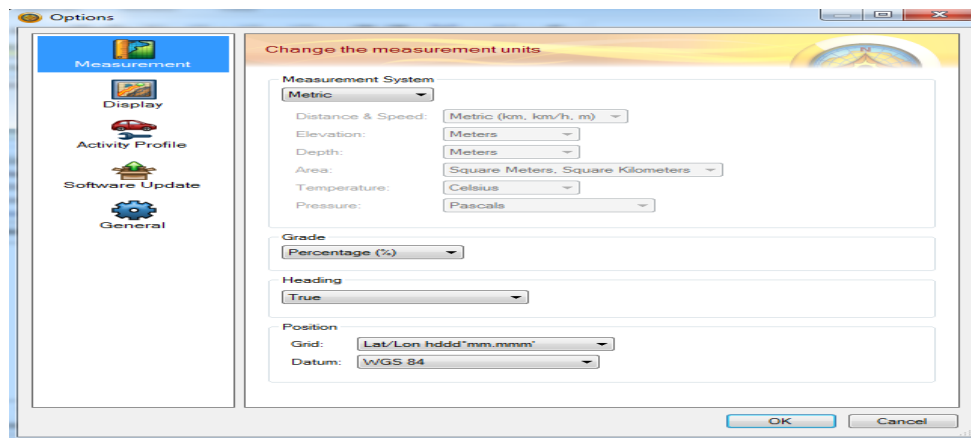 Options
Measurement
Display
Activity Profile
Software Update
General
Change the measurement units
N
Measurement System
Metric
Distance & Speed: Metric (km, km/h, m)
Elevation: Meters
Depth: Meters
Area: Square Meters, Square Kilometers
Temperature: Celsius
Pressure: Pascals
Grade
Percentage (%)
Heading
True
Position
Grid: Lat/Lon hddd°mm.mmm'
Datum: WGS 84
OK Cancel